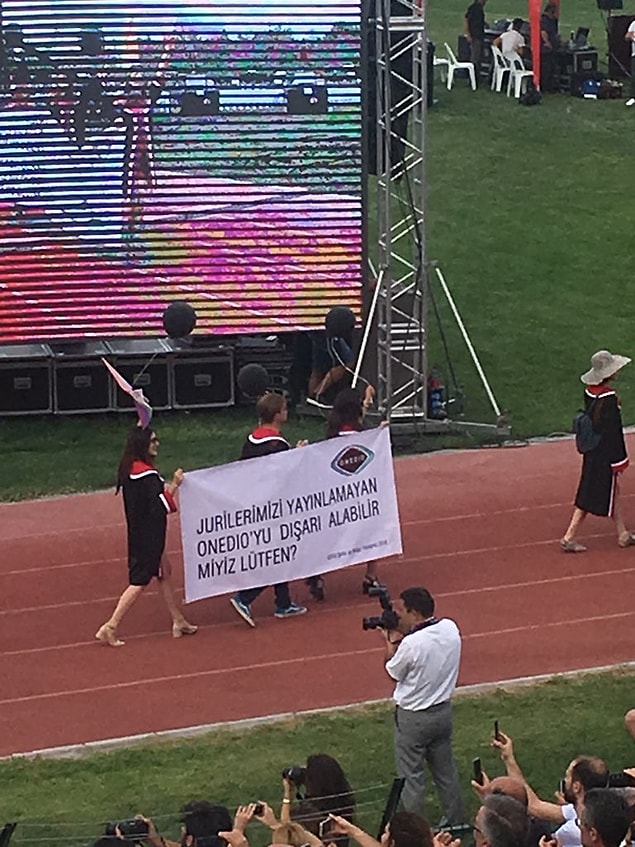 ONEDIO
JURİLERİMİZİ YAYINLAMAYAN
ONEDIO'YU DIŞARI ALABİLİR
MİYİZ LÜTFEN?